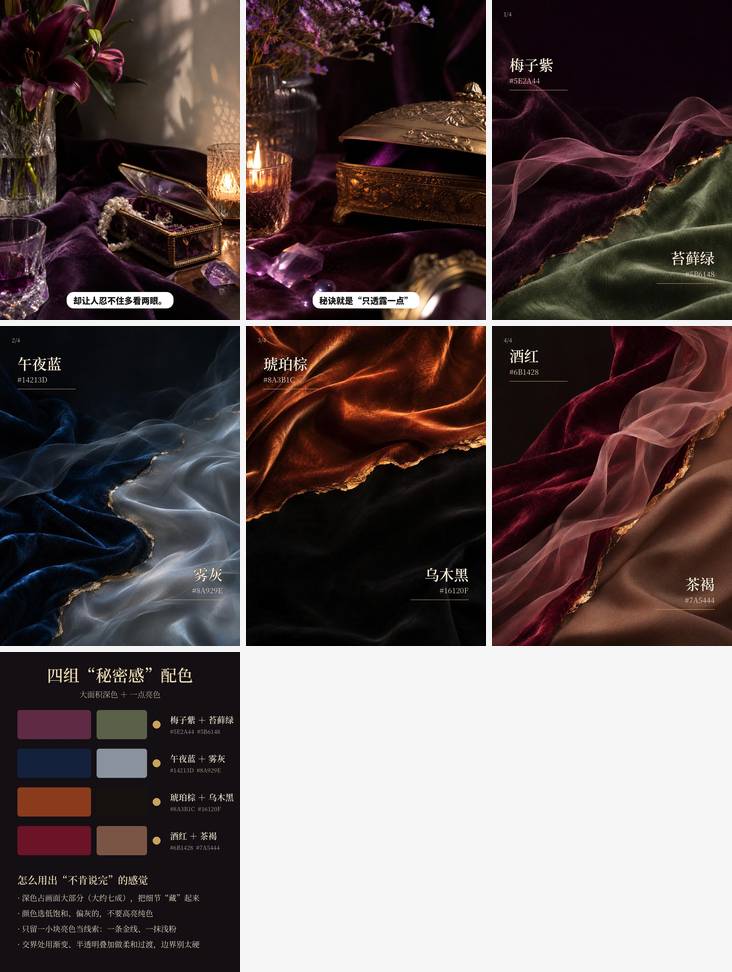 却让人忍不住多看两眼。
秘诀就是“只透露一点”
1/4
梅子紫
#5E2A44
苔藓绿
#5B6148
2/4
午夜蓝
#14213D
雾灰
#8A929E
3/4
琥珀棕
#8A3B1C
乌木黑
#16120F
4/4
酒红
#6B1428
茶褐
#7A5444
四组“秘密感”配色
大面积深色 + 一点亮色
梅子紫 + 苔藓绿
#5E2A44 #5B6148
午夜蓝 + 雾灰
#14213D #8A929E
琥珀棕 + 乌木黑
#8A3B1C #16120F
酒红 + 茶褐
#6B1428 #7A5444
怎么用出“不肯说完”的感觉
· 深色占画面大部分（大约七成），把细节“藏”起来
· 颜色选低饱和、偏灰的，不要高亮纯色
· 只留一小块亮色当线索：一条金线、一抹浅粉
· 交界处用渐变、半透明叠加做柔和过渡，边界别太硬